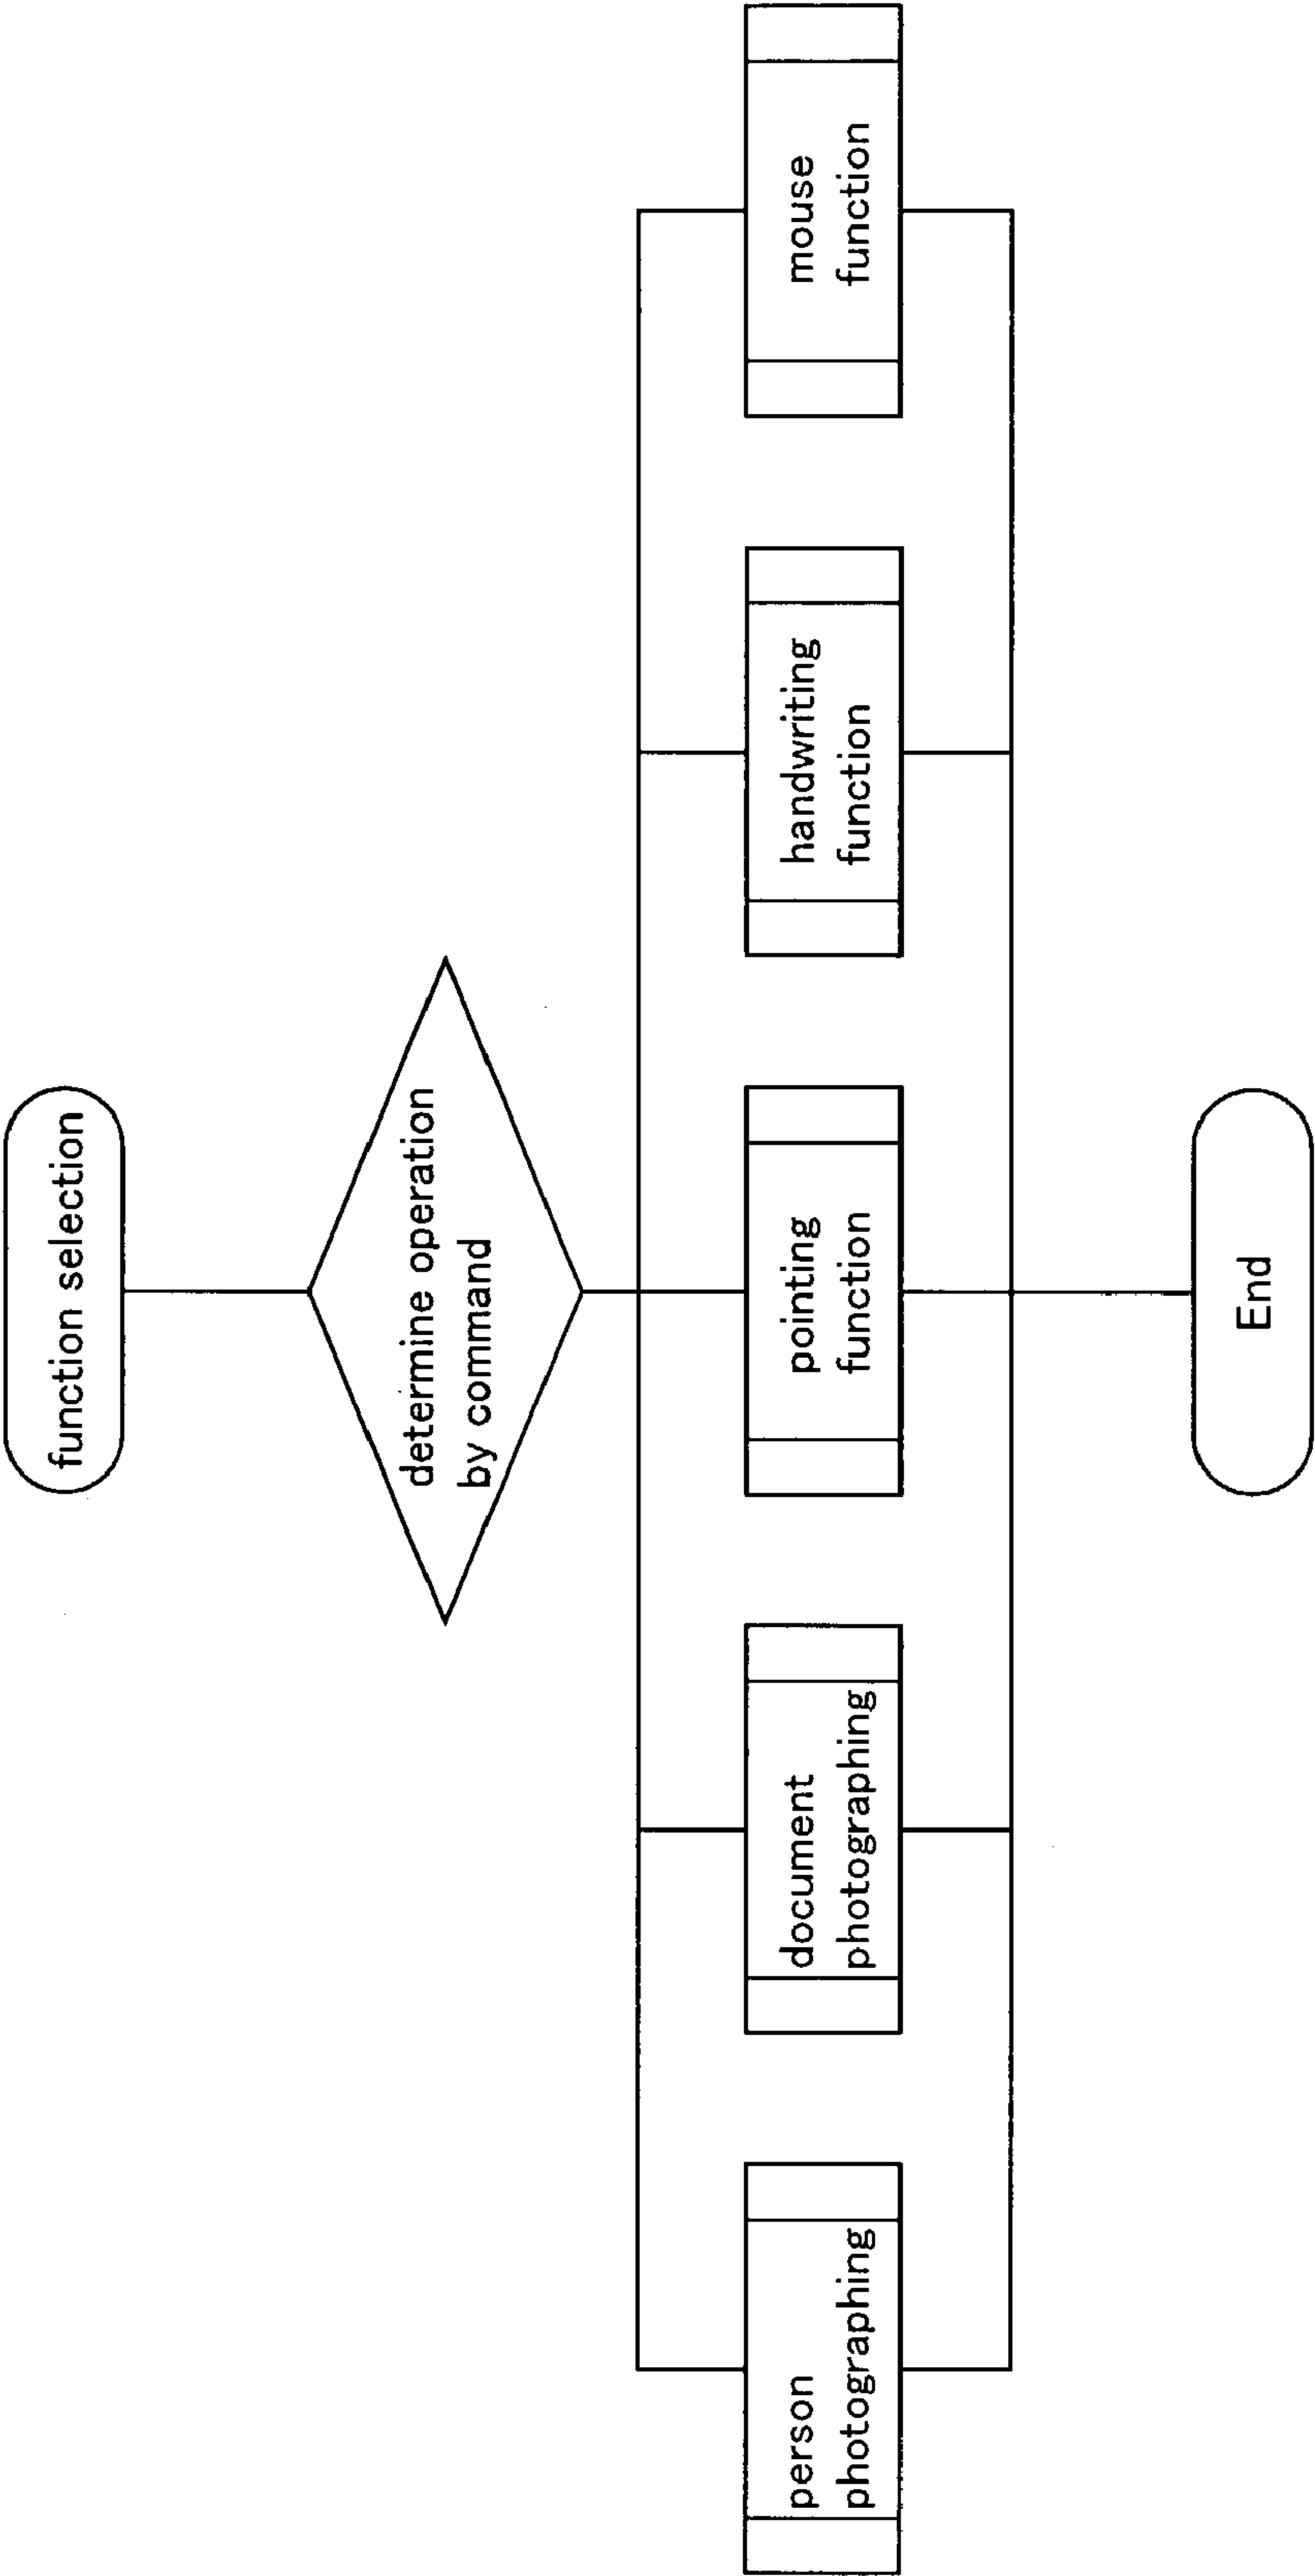 function selection
determine operation
by command
person
photographing
document
photographing
pointing
function
handwriting
function
mouse
function
End